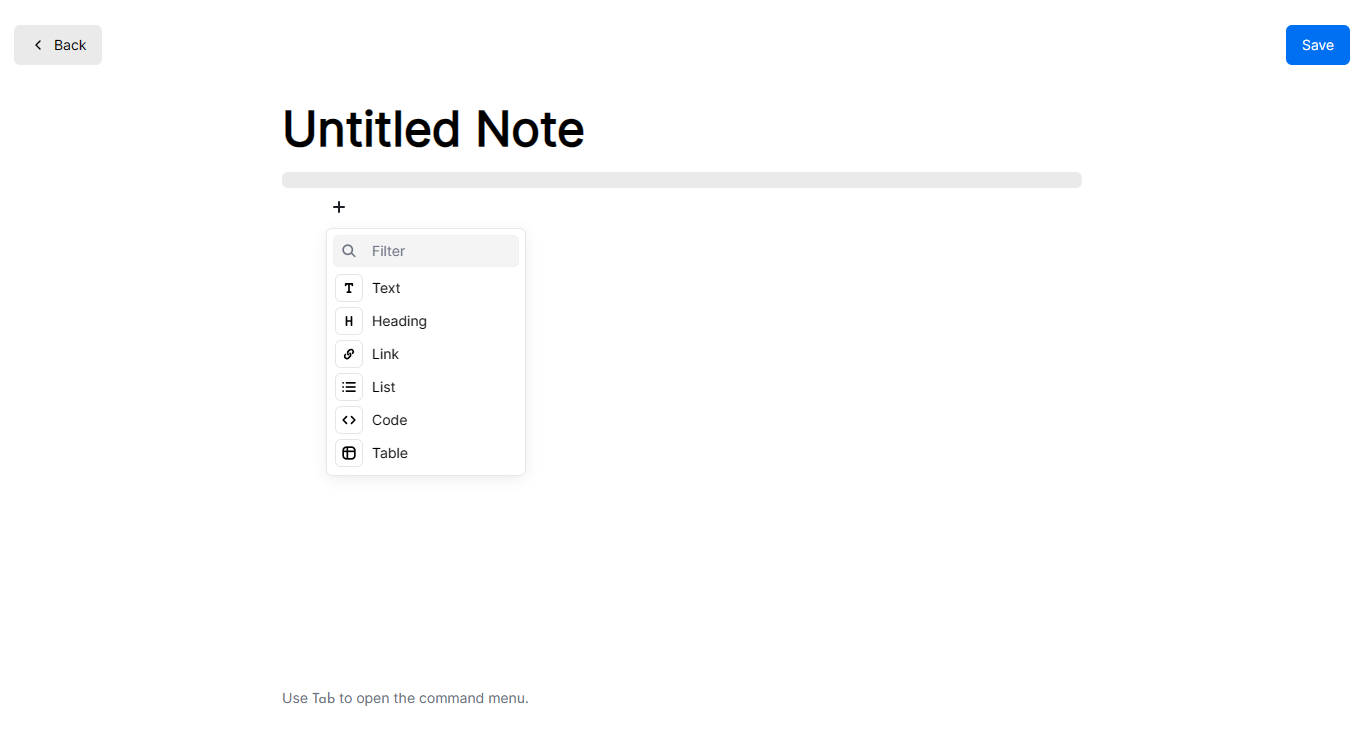 Back
Save
Untitled Note
Filter
Text
Heading
Link
List
Code
Table
Use Tab to open the command menu.